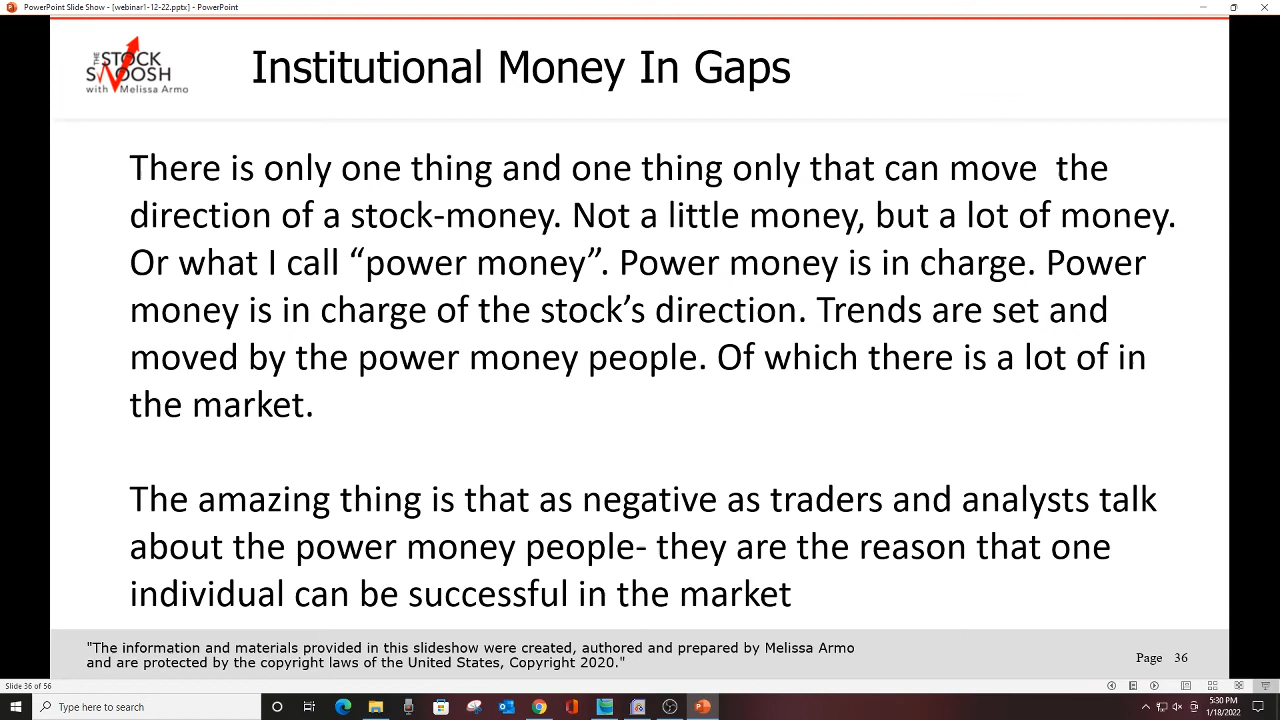 PowerPoint Slide Show - [webinar1-12-22.pptx] - PowerPoint
THE
STOCK
SWOOSH
with Melissa Armo
Institutional Money In Gaps
There is only one thing and one thing only that can move  the
direction of a stock-money. Not a little money, but a lot of money.
Or what I call “power money”. Power money is in charge. Power
money is in charge of the stock’s direction. Trends are set and
moved by the power money people. Of which there is a lot of in
the market.
The amazing thing is that as negative as traders and analysts talk
about the power money people- they are the reason that one
individual can be successful in the market
"The information and materials provided in this slideshow were created, authored and prepared by Melissa Armo
and are protected by the copyright laws of the United States, Copyright 2020."
Page 36
Slide 36 of 56
Type here to search
5:30 PM
1/18/2022